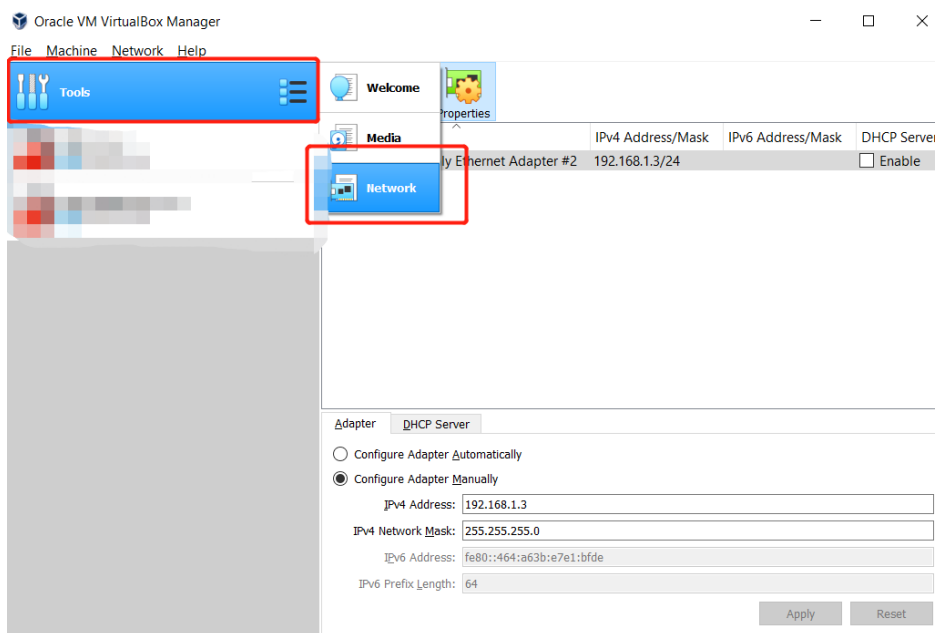 Oracle VM VirtualBox Manager
File Machine Network Help
Tools
Welcome
Properties
Media
IPv4 Address/Mask IPv6 Address/Mask DHCP Server
ly Ethernet Adapter #2 192.168.1.3/24 Enable
Network
Adapter DHCP Server
Configure Adapter Automatically
Configure Adapter Manually
IPv4 Address: 192.168.1.3
IPv4 Network Mask: 255.255.255.0
IPv6 Address: fe80::464:a63b:e7e1:bfde
IPv6 Prefix Length: 64
Apply Reset